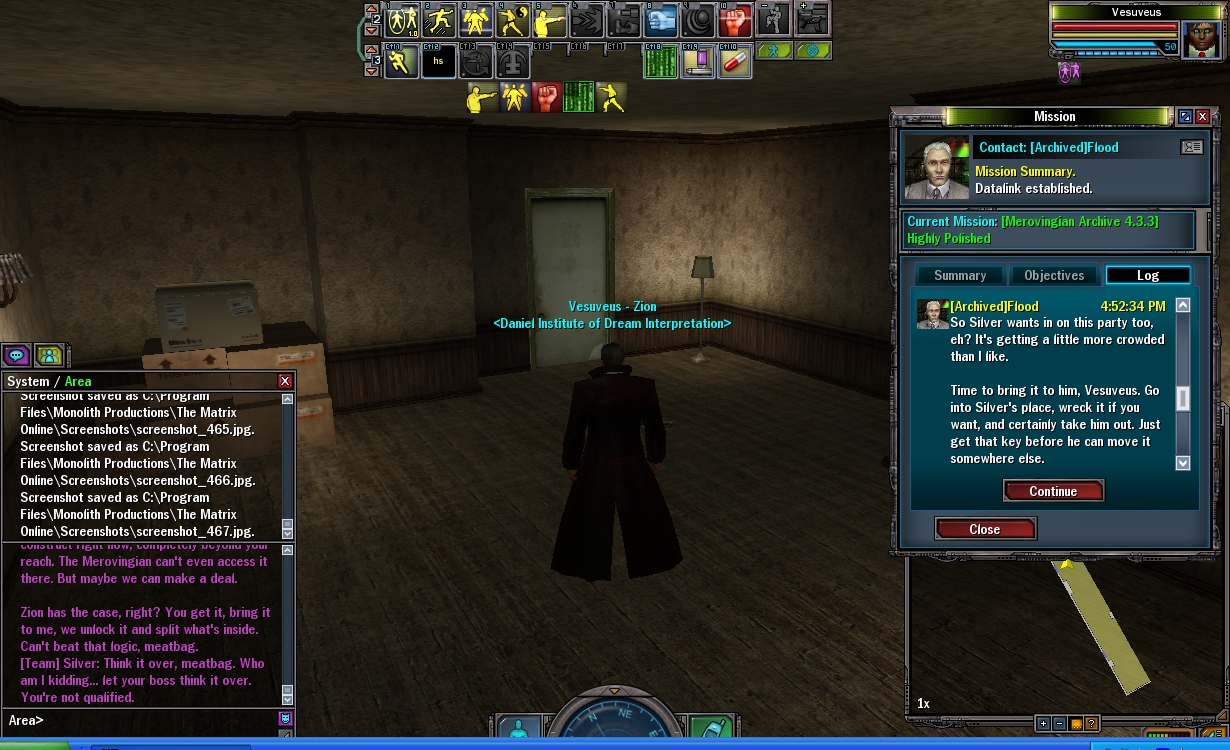 Vesuveus
50
1.0
hs
Mission
Contact: [Archived]Flood
Mission Summary.
Datalink established.
Current Mission: [Merovingian Archive 4.3.3]
Highly Polished
Summary
Objectives
Log
[Archived]Flood 4:52:34 PM
So Silver wants in on this party too,
eh? It's getting a little more crowded
than I like.
Time to bring it to him, Vesuveus. Go
into Silver's place, wreck it if you
want, and certainly take him out. Just
get that key before he can move it
somewhere else.
Continue
Close
Vesuveus - Zion
<Daniel Institute of Dream Interpretation>
System / Area
Screenshot saved as C:\Program
Files\Monolith Productions\The Matrix
Online\Screenshots\screenshot_465.jpg.
Screenshot saved as C:\Program
Files\Monolith Productions\The Matrix
Online\Screenshots\screenshot_466.jpg.
Screenshot saved as C:\Program
Files\Monolith Productions\The Matrix
Online\Screenshots\screenshot_467.jpg.
construct right now, completely beyond your
reach. The Merovingian can't even access it
there. But maybe we can make a deal.
Zion has the case, right? You get it, bring it
to me, we unlock it and split what's inside.
Can't beat that logic, meatbag.
[Team] Silver: Think it over, meatbag. Who
am I kidding... let your boss think it over.
You're not qualified.
Area>
N
NE
E
1x